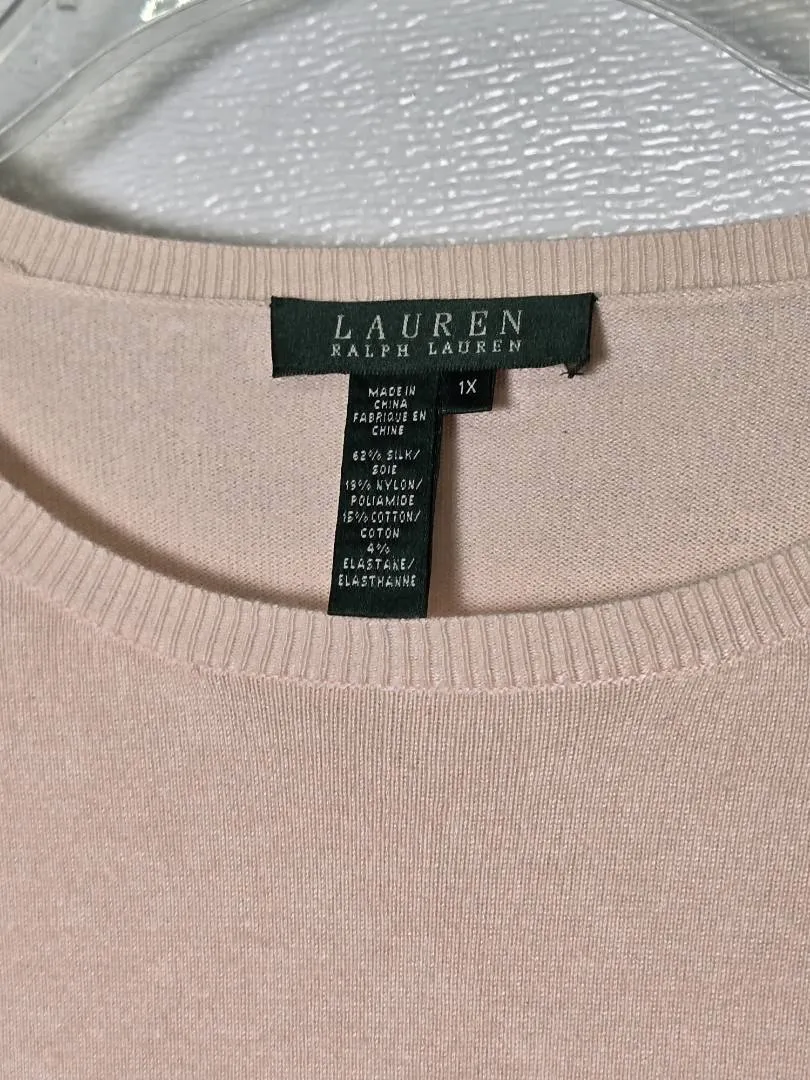 LAUREN
RALPH LAUREN
1X
MADE IN
CHINA
FABRIQUE EN
CHINE
62% SILK/
SOIE
19% NYLON/
POLIAMIDE
15% COTTON/
COTON
4%
ELASTANE/
ELASTHANNE